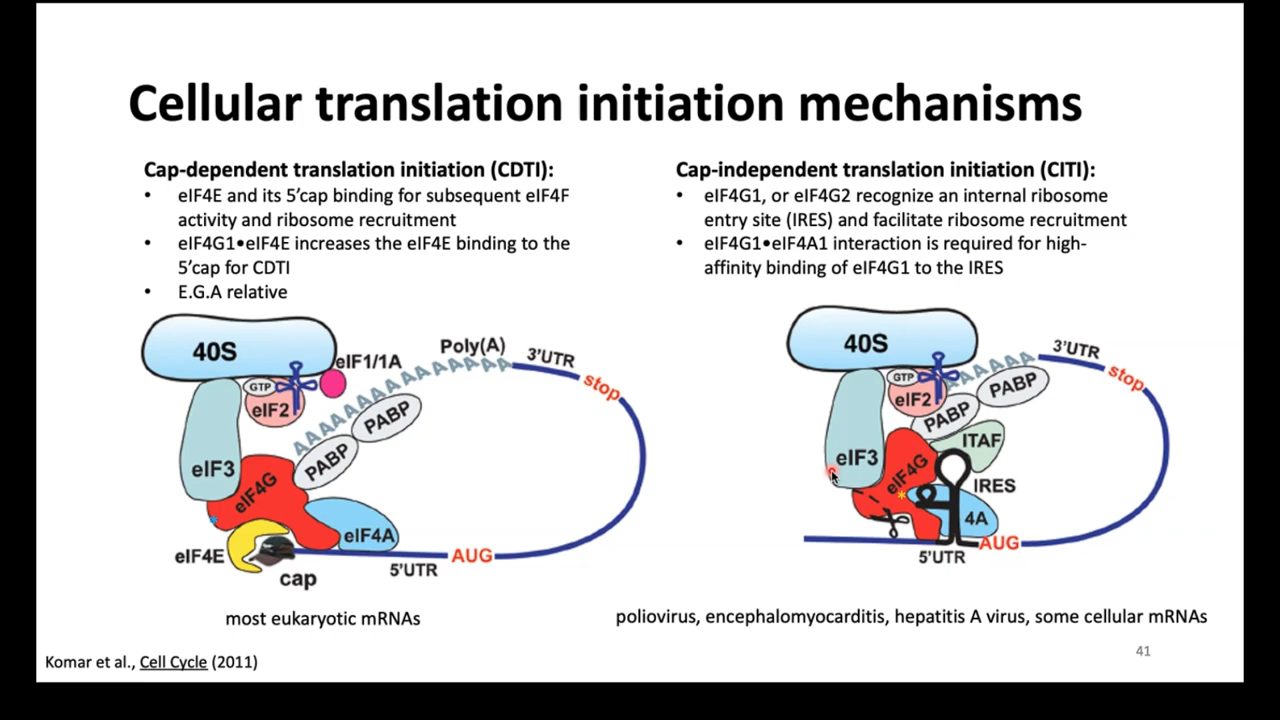 Cellular translation initiation mechanisms
Cap-dependent translation initiation (CDTI):
• eIF4E and its 5’cap binding for subsequent eIF4F
activity and ribosome recruitment
• eIF4G1•eIF4E increases the eIF4E binding to the
5’cap for CDTI
• E.G.A relative
Cap-independent translation initiation (CITI):
• eIF4G1, or eIF4G2 recognize an internal ribosome
entry site (IRES) and facilitate ribosome recruitment
• eIF4G1•eIF4A1 interaction is required for high-
affinity binding of eIF4G1 to the IRES
40S
eIF1/1A
Poly(A)
3’UTR
stop
GTP
eIF2
AAAAAAAAAAAAAA
PABP
PABP
eIF3
eIF4G
eIF4A
eIF4E
cap
5’UTR
AUG
40S
3’UTR
stop
GTP
eIF2
AAAAA
PABP
PABP
ITAF
eIF3
eIF4G
IRES
4A
AUG
5’UTR
most eukaryotic mRNAs
poliovirus, encephalomyocarditis, hepatitis A virus, some cellular mRNAs
41
Komar et al., Cell Cycle (2011)